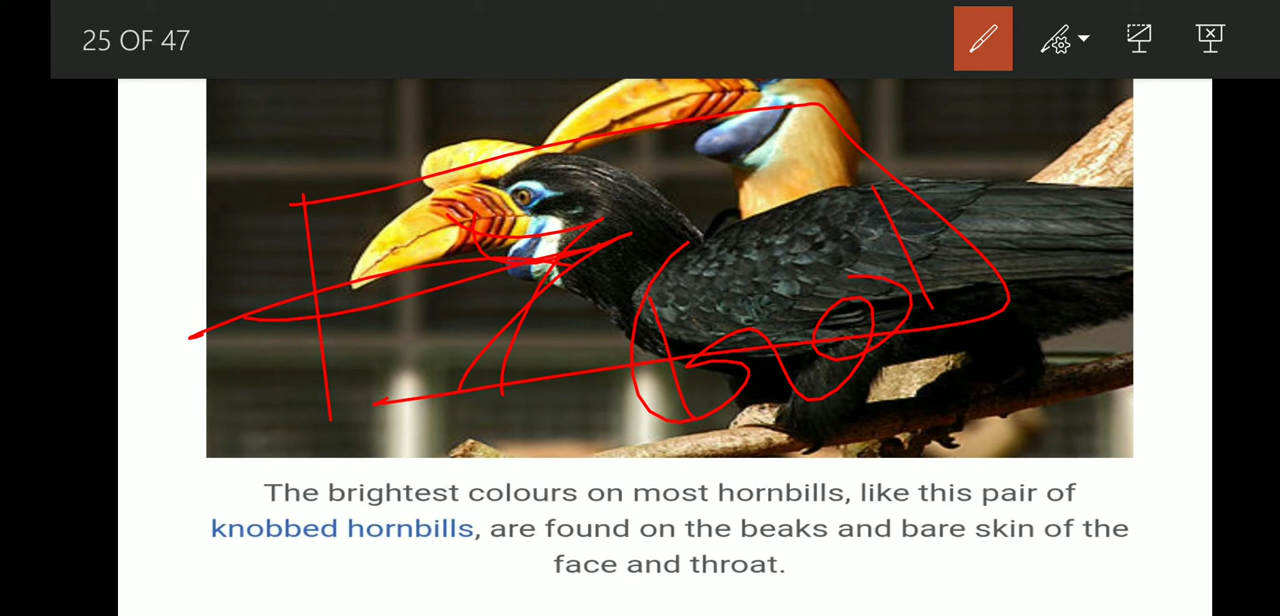 25 OF 47
The brightest colours on most hornbills, like this pair of
knobbed hornbills, are found on the beaks and bare skin of the
face and throat.